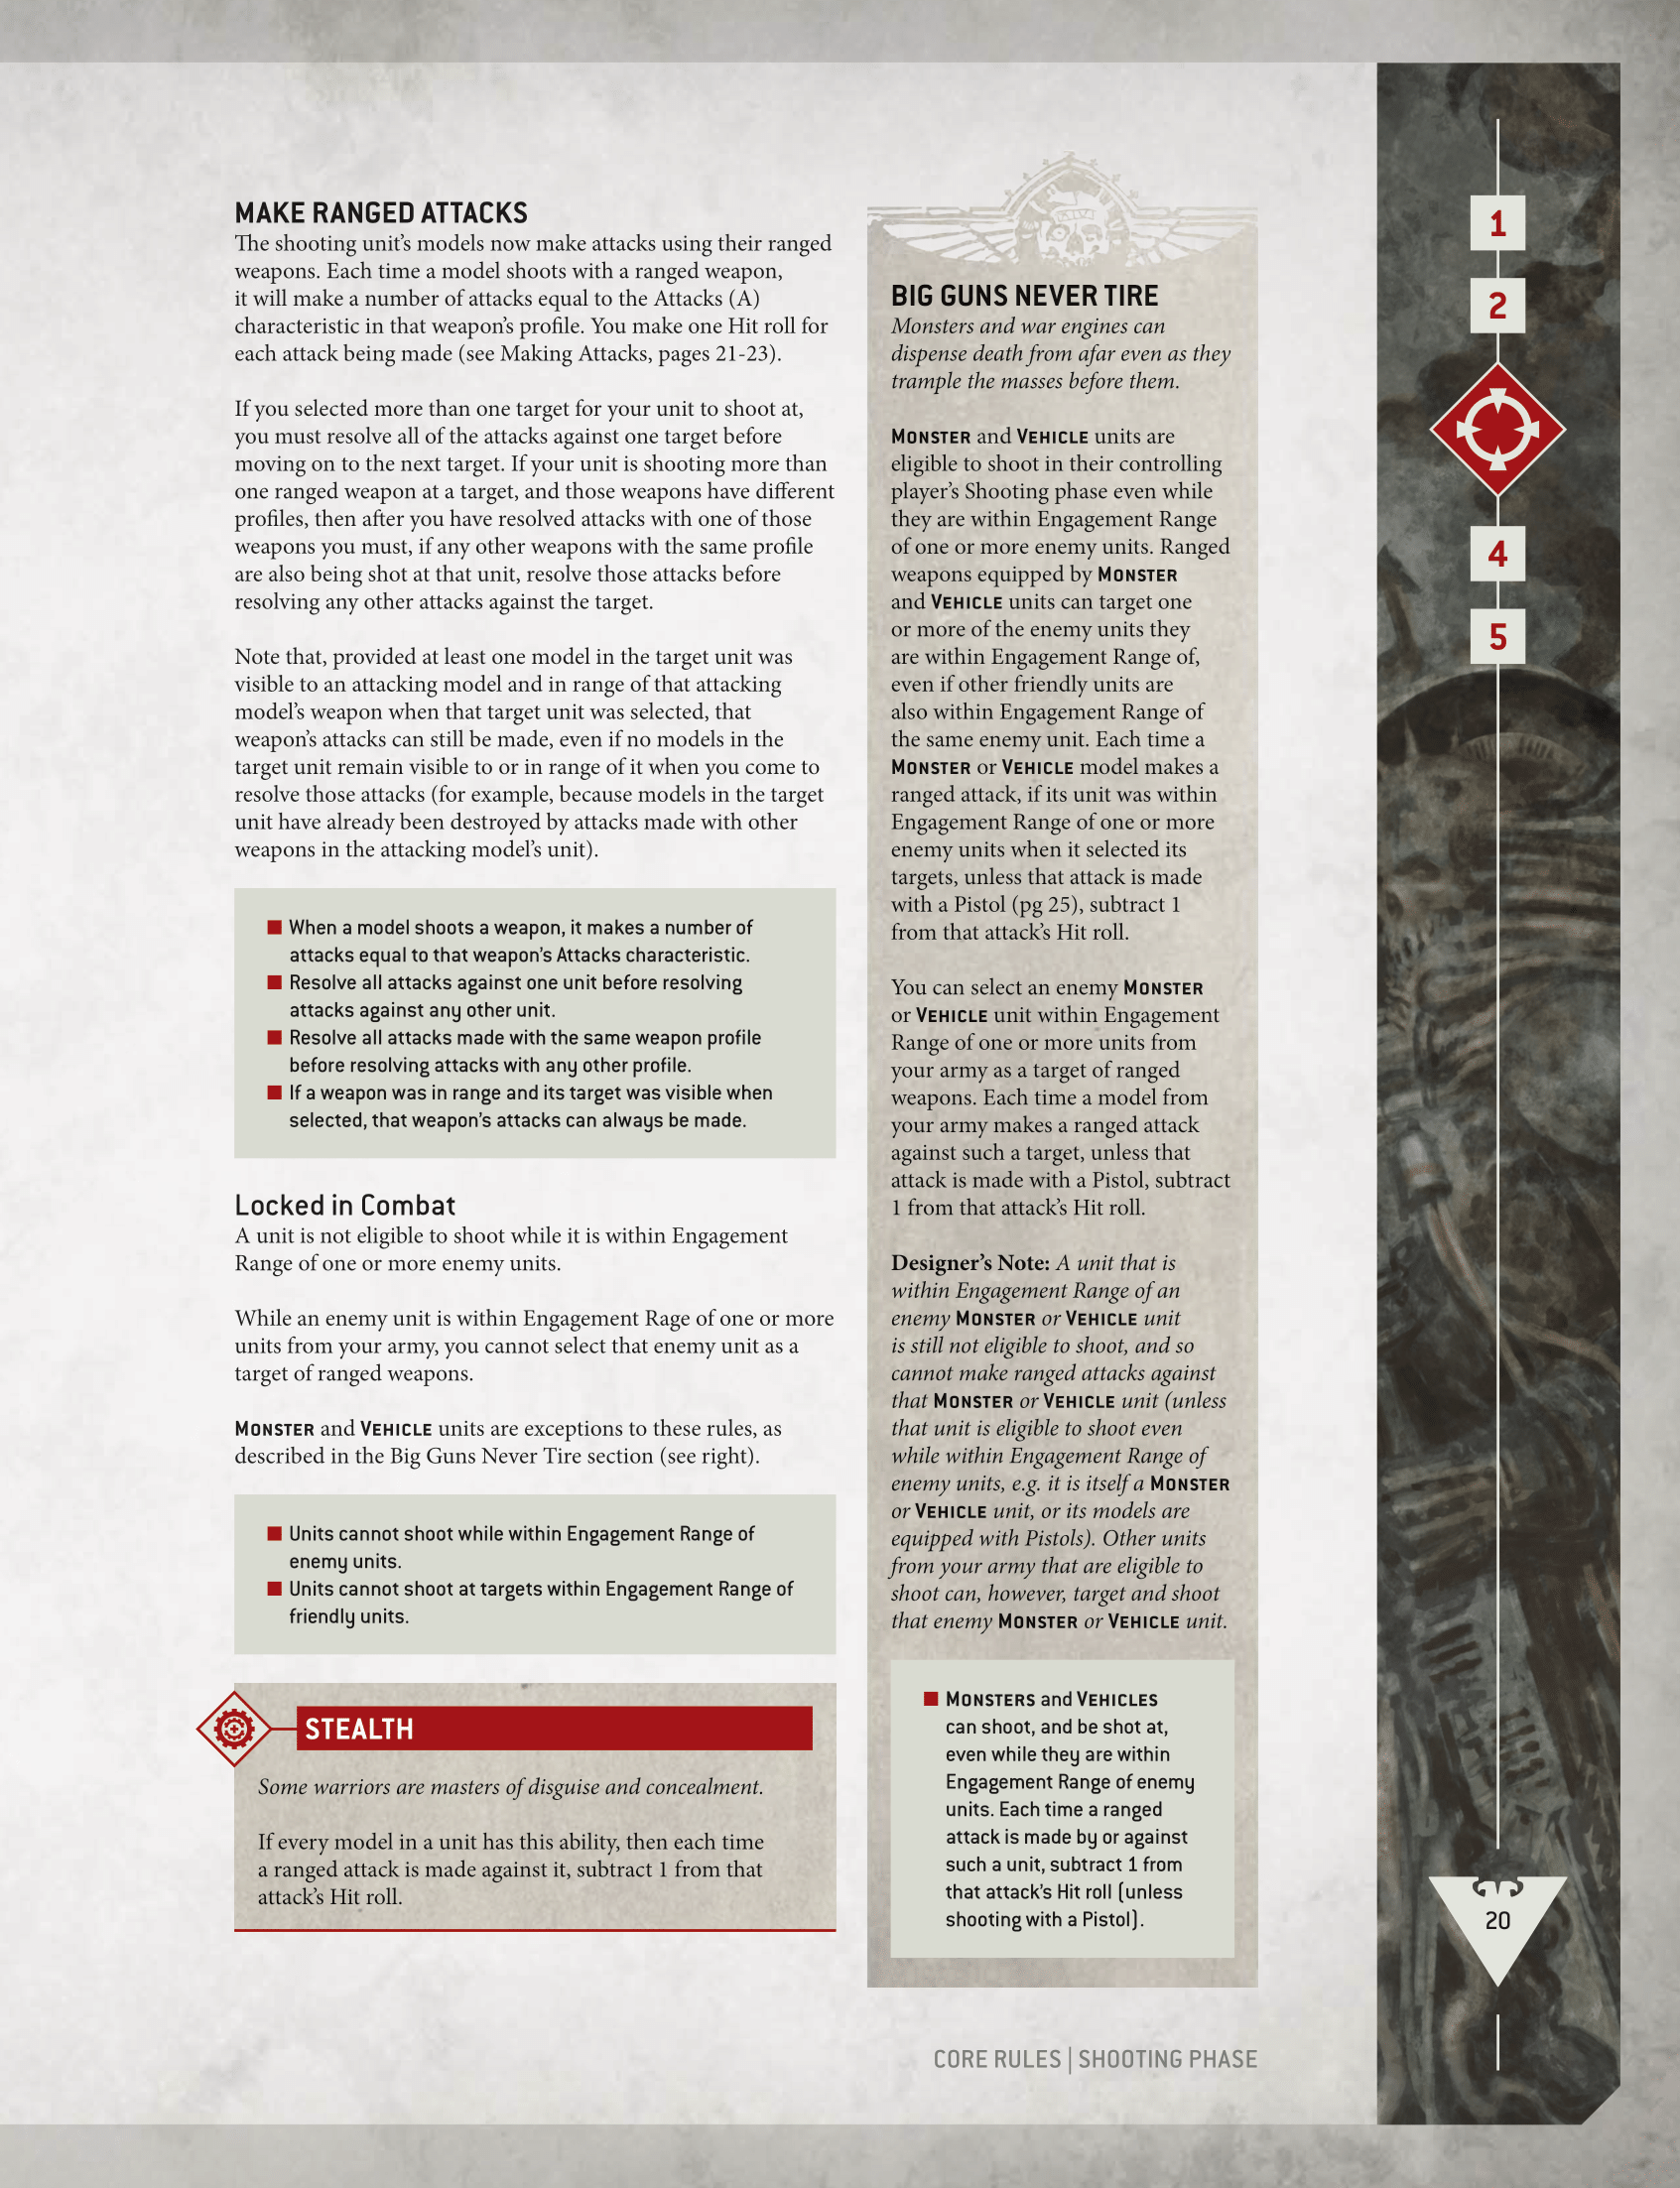 MAKE RANGED ATTACKS
The shooting unit's models now make attacks using their ranged
weapons. Each time a model shoots with a ranged weapon,
it will make a number of attacks equal to the Attacks (A)
characteristic in that weapon's profile. You make one Hit roll for
each attack being made (see Making Attacks, pages 21-23).
If you selected more than one target for your unit to shoot at,
you must resolve all of the attacks against one target before
moving on to the next target. If your unit is shooting more than
one ranged weapon at a target, and those weapons have different
profiles, then after you have resolved attacks with one of those
weapons you must, if any other weapons with the same profile
are also being shot at that unit, resolve those attacks before
resolving any other attacks against the target.
Note that, provided at least one model in the target unit was
visible to an attacking model and in range of that attacking
model's weapon when that target unit was selected, that
weapon's attacks can still be made, even if no models in the
target unit remain visible to or in range of it when you come to
resolve those attacks (for example, because models in the target
unit have already been destroyed by attacks made with other
weapons in the attacking model's unit).
■ When a model shoots a weapon, it makes a number of
attacks equal to that weapon's Attacks characteristic.
■ Resolve all attacks against one unit before resolving
attacks against any other unit.
■ Resolve all attacks made with the same weapon profile
before resolving attacks with any other profile.
■ If a weapon was in range and its target was visible when
selected, that weapon's attacks can always be made.
Locked in Combat
A unit is not eligible to shoot while it is within Engagement
Range of one or more enemy units.
While an enemy unit is within Engagement Rage of one or more
units from your army, you cannot select that enemy unit as a
target of ranged weapons.
MONSTER and VEHICLE units are exceptions to these rules, as
described in the Big Guns Never Tire section (see right).
■ Units cannot shoot while within Engagement Range of
enemy units.
■ Units cannot shoot at targets within Engagement Range of
friendly units.
STEALTH
Some warriors are masters of disguise and concealment.
If every model in a unit has this ability, then each time
a ranged attack is made against it, subtract 1 from that
attack's Hit roll.
BIG GUNS NEVER TIRE
Monsters and war engines can
dispense death from afar even as they
trample the masses before them.
MONSTER and VEHICLE units are
eligible to shoot in their controlling
player's Shooting phase even while
they are within Engagement Range
of one or more enemy units. Ranged
weapons equipped by MONSTER
and VEHICLE units can target one
or more of the enemy units they
are within Engagement Range of,
even if other friendly units are
also within Engagement Range of
the same enemy unit. Each time a
MONSTER or VEHICLE model makes a
ranged attack, if its unit was within
Engagement Range of one or more
enemy units when it selected its
targets, unless that attack is made
with a Pistol (pg 25), subtract 1
from that attack's Hit roll.
You can select an enemy MONSTER
or VEHICLE unit within Engagement
Range of one or more units from
your army as a target of ranged
weapons. Each time a model from
your army makes a ranged attack
against such a target, unless that
attack is made with a Pistol, subtract
1 from that attack's Hit roll.
Designer's Note: A unit that is
within Engagement Range of an
enemy MONSTER or VEHICLE unit
is still not eligible to shoot, and so
cannot make ranged attacks against
that MONSTER or VEHICLE unit (unless
that unit is eligible to shoot even
while within Engagement Range of
enemy units, e.g. it is itself a MONSTER
or VEHICLE unit, or its models are
equipped with Pistols). Other units
from your army that are eligible to
shoot can, however, target and shoot
that enemy MONSTER or VEHICLE unit.
■ MONSTERS and VEHICLES
can shoot, and be shot at,
even while they are within
Engagement Range of enemy
units. Each time a ranged
attack is made by or against
such a unit, subtract 1 from
that attack's Hit roll (unless
shooting with a Pistol).
1
2
4
5
20
CORE RULES | SHOOTING PHASE